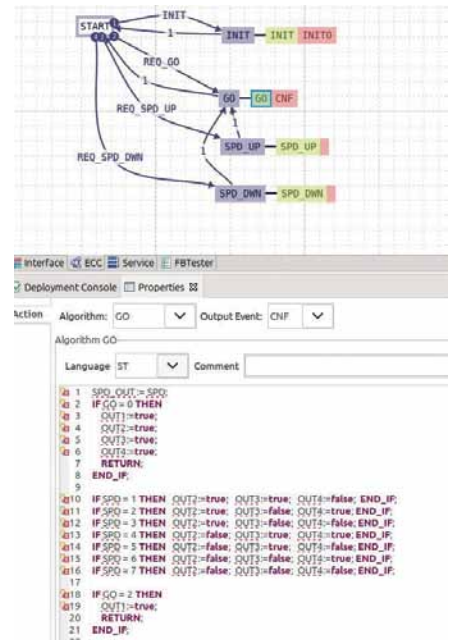 START
INIT
1
INIT INIT INITO
REQ_GO
1
GO GO CNF
REQ_SPD_UP
1
SPD_UP SPD_UP
REQ_SPD_DWN
1
SPD_DWN SPD_DWN
Interface ECC Service FBTester
Deployment Console Properties
Action
Algorithm: GO Output Event: CNF
Algorithm GO
Language ST Comment
1 SPD_OUT := SPD;
2 IF GO = 0 THEN
3 OUT1:=true;
4 OUT2:=true;
5 OUT3:=true;
6 OUT4:=true;
7 RETURN;
8 END_IF;
9
10 IF SPD = 1 THEN OUT2:=true; OUT3:=true; OUT4:=false; END_IF;
11 IF SPD = 2 THEN OUT2:=true; OUT3:=false; OUT4:=true; END_IF;
12 IF SPD = 3 THEN OUT2:=true; OUT3:=false; OUT4:=false; END_IF;
13 IF SPD = 4 THEN OUT2:=false; OUT3:=true; OUT4:=true; END_IF;
14 IF SPD = 5 THEN OUT2:=false; OUT3:=true; OUT4:=false; END_IF;
15 IF SPD = 6 THEN OUT2:=false; OUT3:=false; OUT4:=true; END_IF;
16 IF SPD = 7 THEN OUT2:=false; OUT3:=false; OUT4:=false; END_IF;
17
18 IF GO = 2 THEN
19 OUT1:=true;
20 RETURN;
21 END_IF;